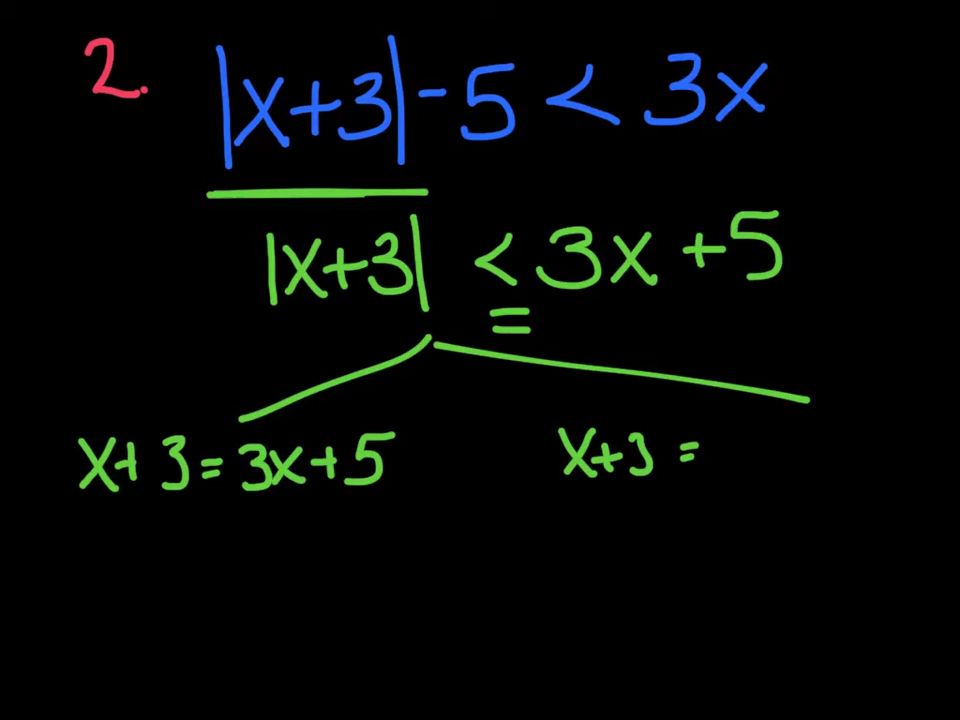 2. |x+3| - 5 < 3x
|x+3| < 3x + 5
=
x+3 = 3x+5 x+3 =